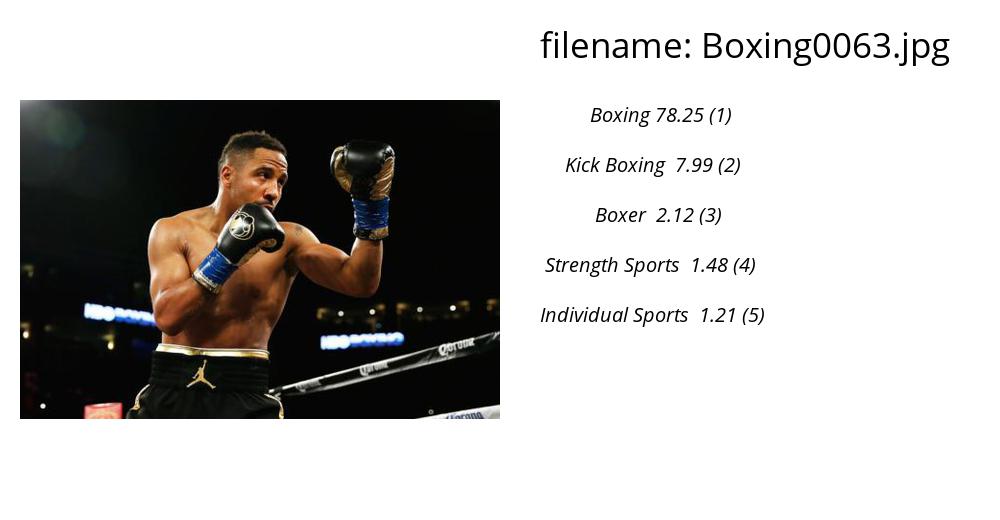 filename: Boxing0063.jpg
Boxing 78.25 (1)
Kick Boxing 7.99 (2)
Boxer 2.12 (3)
Strength Sports 1.48 (4)
Individual Sports 1.21 (5)
HBO BOXING
HBO BOXING
Corona
Corona
Corona
Corona